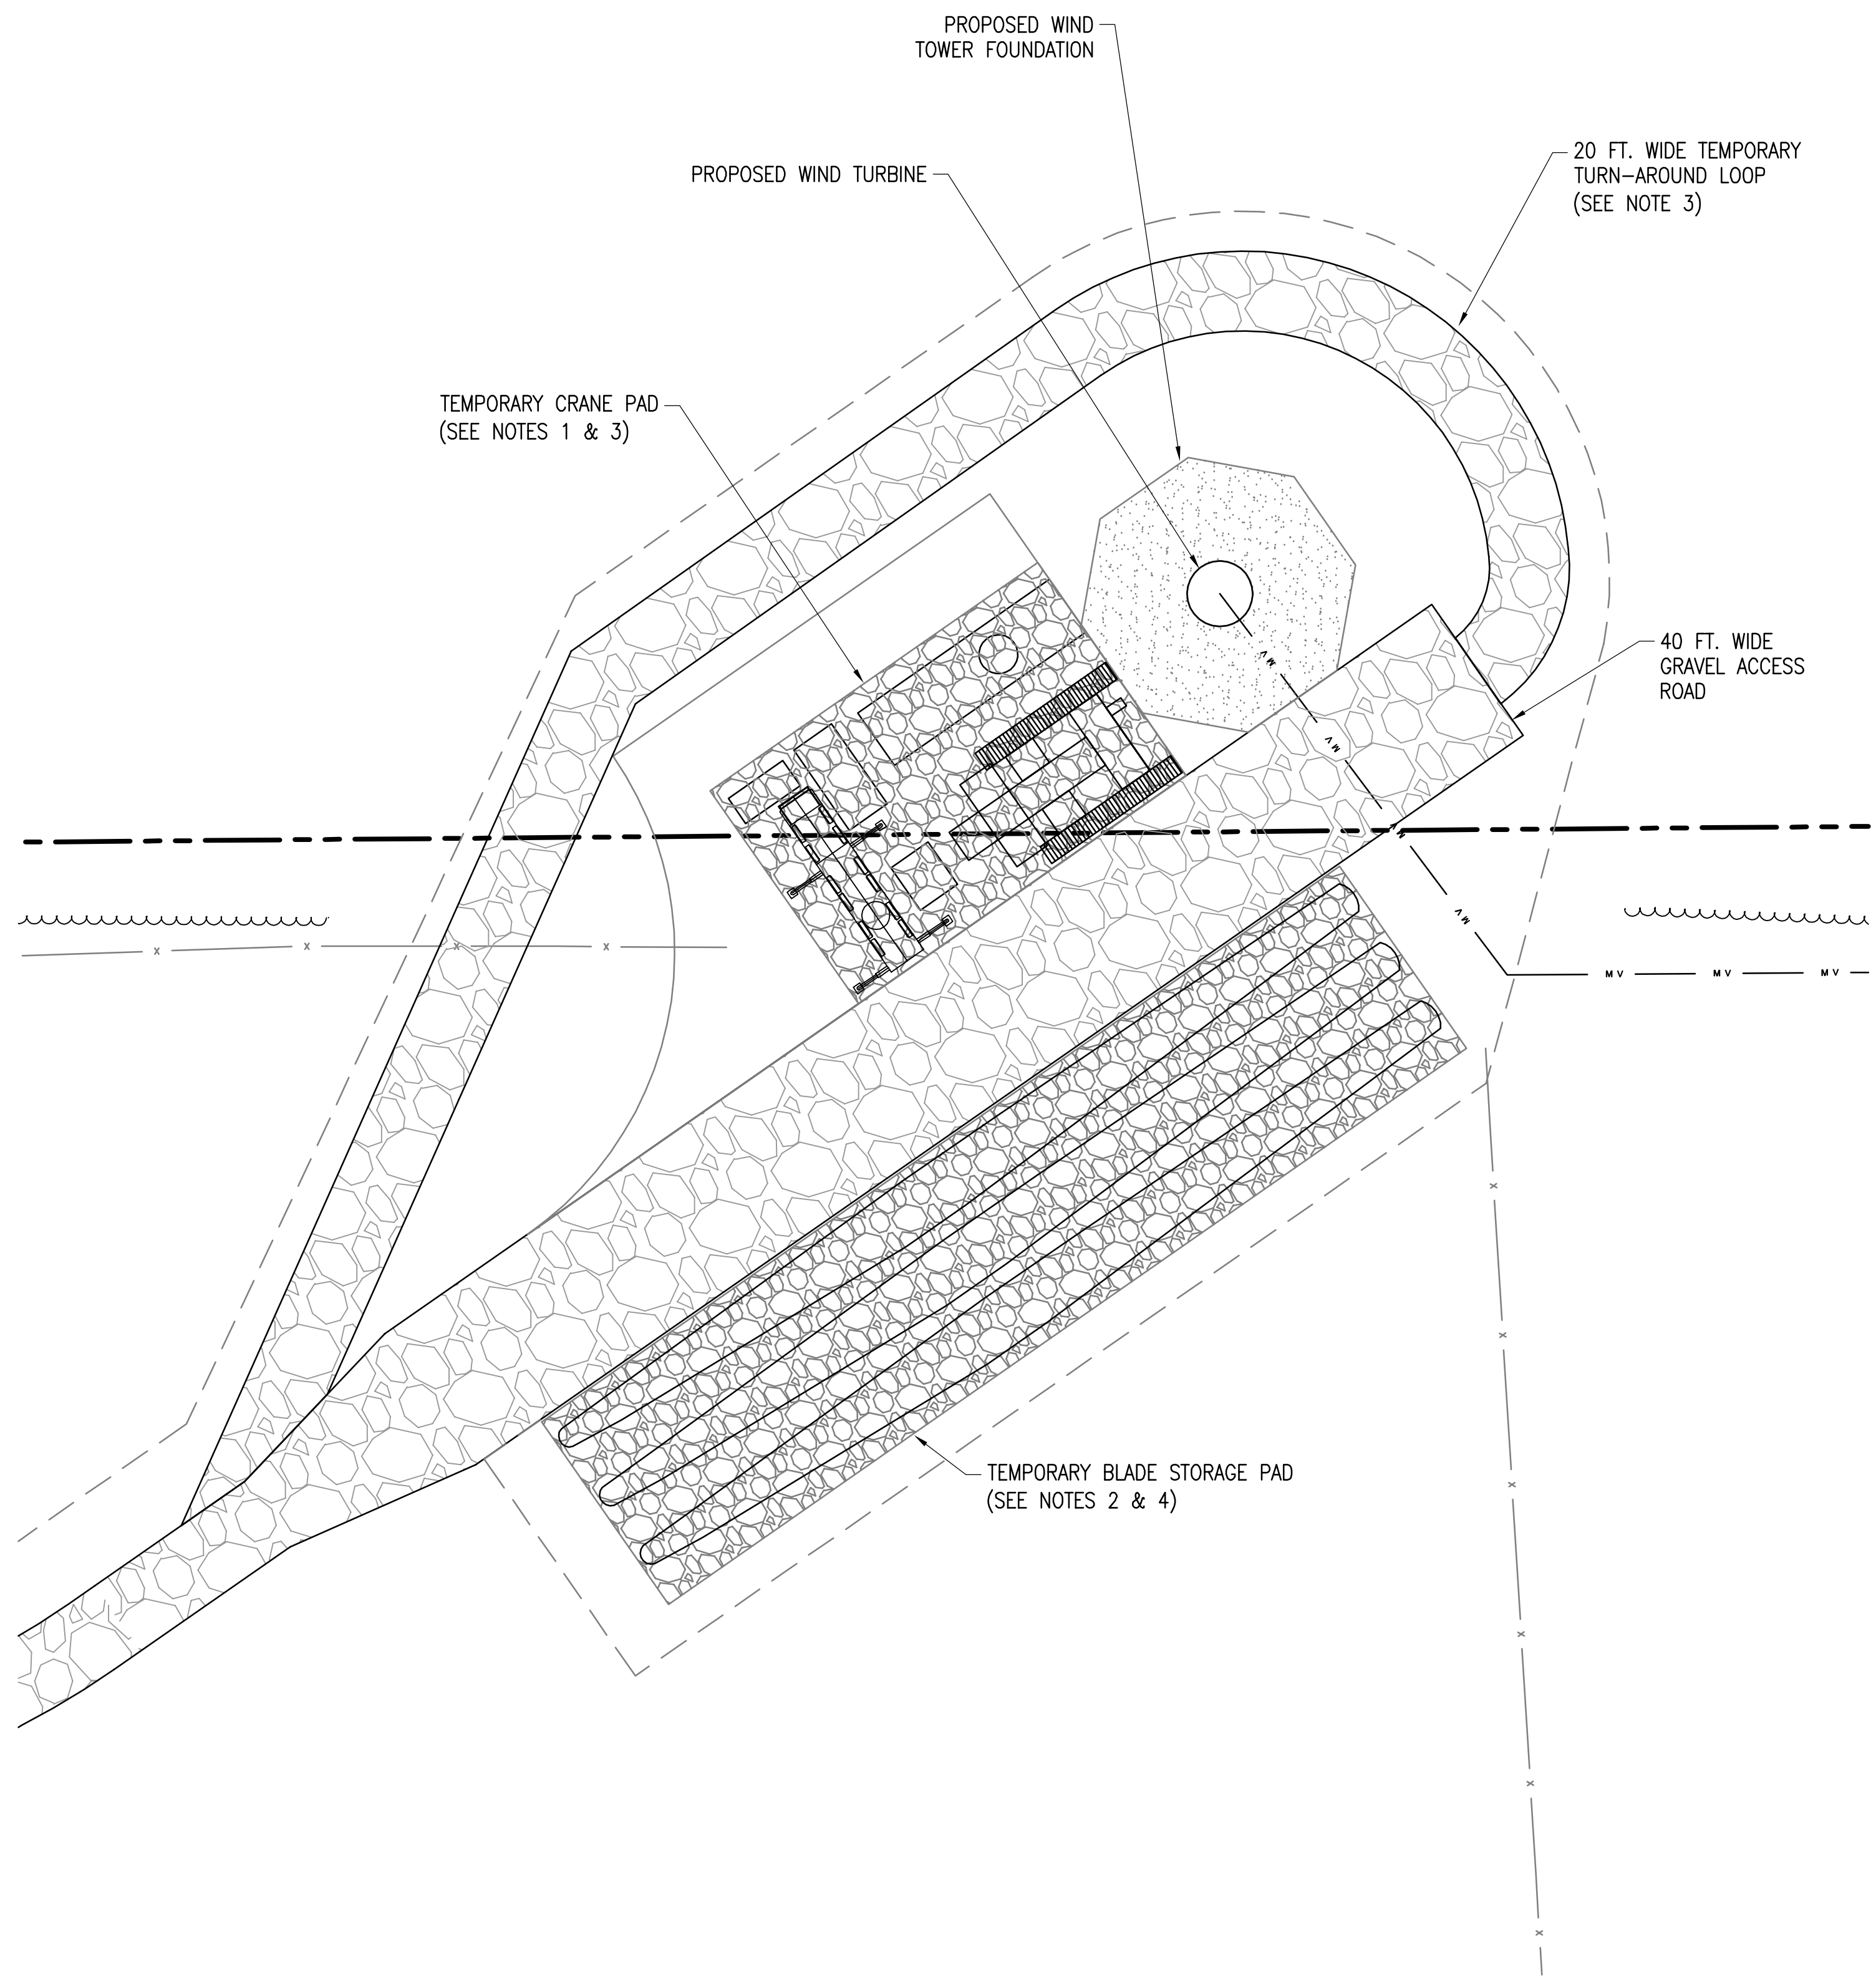 PROPOSED WIND
TOWER FOUNDATION
20 FT. WIDE TEMPORARY
TURN-AROUND LOOP
(SEE NOTE 3)
PROPOSED WIND TURBINE
TEMPORARY CRANE PAD
(SEE NOTES 1 & 3)
40 FT. WIDE
GRAVEL ACCESS
ROAD
MV
MV
MV
MV
X
X
X
X
MV
MV
MV
X
X
X
X
X
X
TEMPORARY BLADE STORAGE PAD
(SEE NOTES 2 & 4)